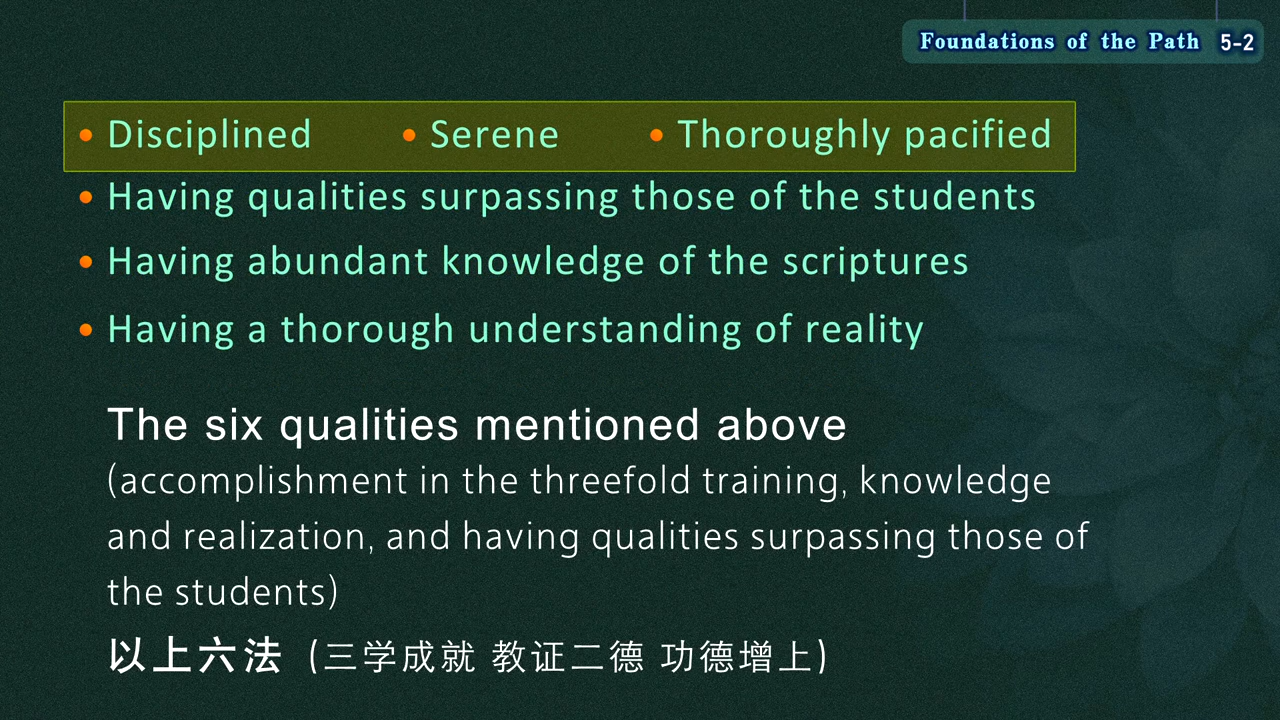 Foundations of the Path 5-2
• Disciplined • Serene • Thoroughly pacified
• Having qualities surpassing those of the students
• Having abundant knowledge of the scriptures
• Having a thorough understanding of reality
The six qualities mentioned above
(accomplishment in the threefold training, knowledge
and realization, and having qualities surpassing those of
the students)
以上六法 (三学成就 教证二德 功德增上)